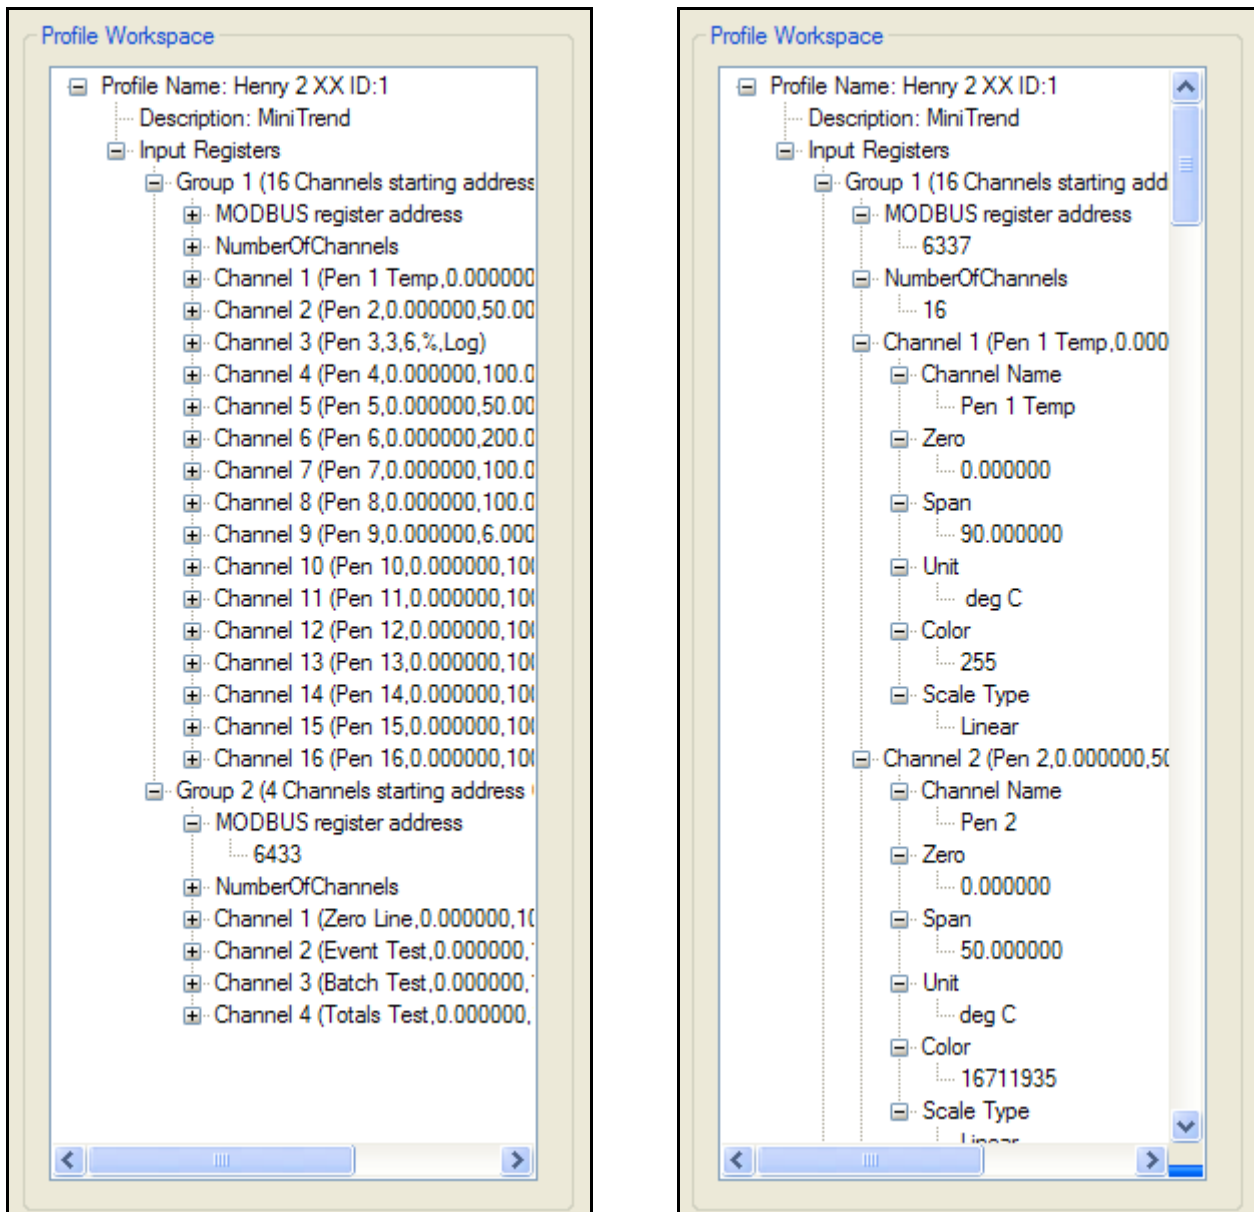 Profile Workspace
Profile Name: Henry 2 XX ID:1
Description: MiniTrend
Input Registers
Group 1 (16 Channels starting address
MODBUS register address
NumberOfChannels
Channel 1 (Pen 1 Temp,0.000000
Channel 2 (Pen 2,0.000000,50.00
Channel 3 (Pen 3,3,6,%,Log)
Channel 4 (Pen 4,0.000000,100.0
Channel 5 (Pen 5,0.000000,50.00
Channel 6 (Pen 6,0.000000,200.0
Channel 7 (Pen 7,0.000000,100.0
Channel 8 (Pen 8,0.000000,100.0
Channel 9 (Pen 9,0.000000,6.000
Channel 10 (Pen 10,0.000000,100
Channel 11 (Pen 11,0.000000,100
Channel 12 (Pen 12,0.000000,100
Channel 13 (Pen 13,0.000000,100
Channel 14 (Pen 14,0.000000,100
Channel 15 (Pen 15,0.000000,100
Channel 16 (Pen 16,0.000000,100
Group 2 (4 Channels starting address
MODBUS register address
6433
NumberOfChannels
Channel 1 (Zero Line,0.000000,10
Channel 2 (Event Test,0.000000,
Channel 3 (Batch Test,0.000000,
Channel 4 (Totals Test,0.000000,
Profile Workspace
Profile Name: Henry 2 XX ID:1
Description: MiniTrend
Input Registers
Group 1 (16 Channels starting add
MODBUS register address
6337
NumberOfChannels
16
Channel 1 (Pen 1 Temp,0.000
Channel Name
Pen 1 Temp
Zero
0.000000
Span
90.000000
Unit
deg C
Color
255
Scale Type
Linear
Channel 2 (Pen 2,0.000000,50
Channel Name
Pen 2
Zero
0.000000
Span
50.000000
Unit
deg C
Color
16711935
Scale Type
Linear